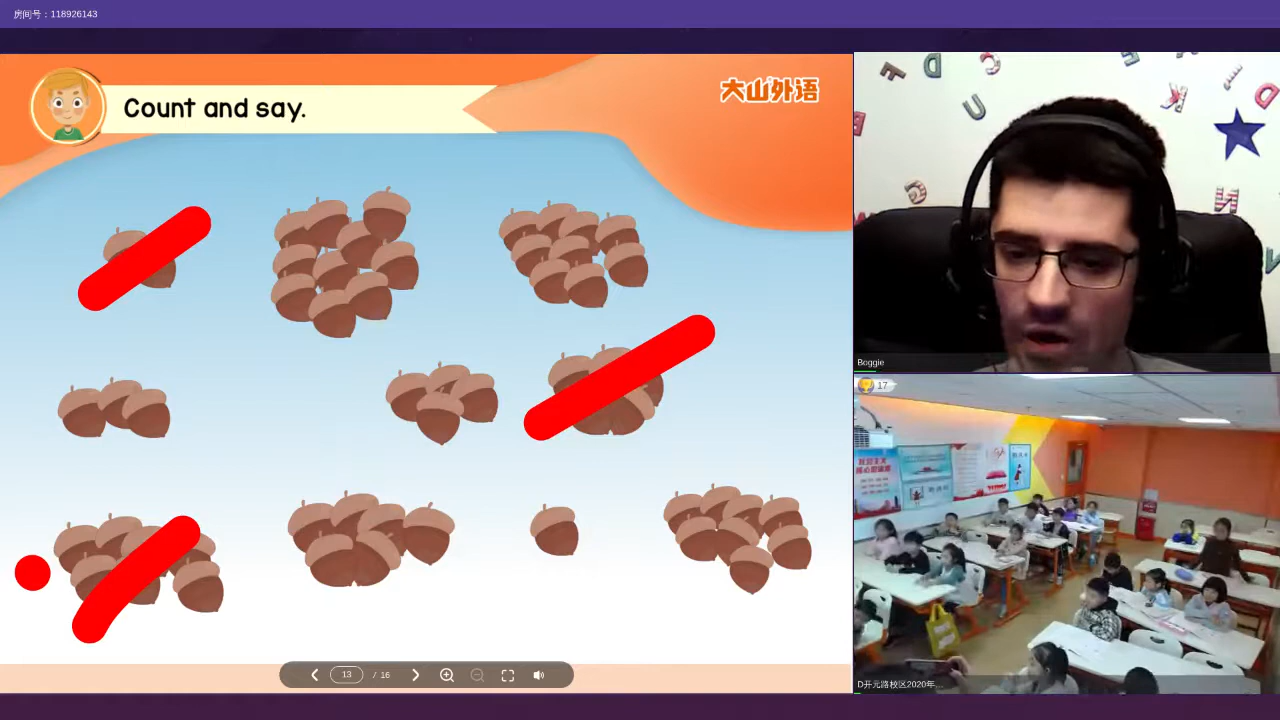 房间号：118926143
Count and say.
大山外语
Boggie
17
D开元路校区2020年...
13 / 16